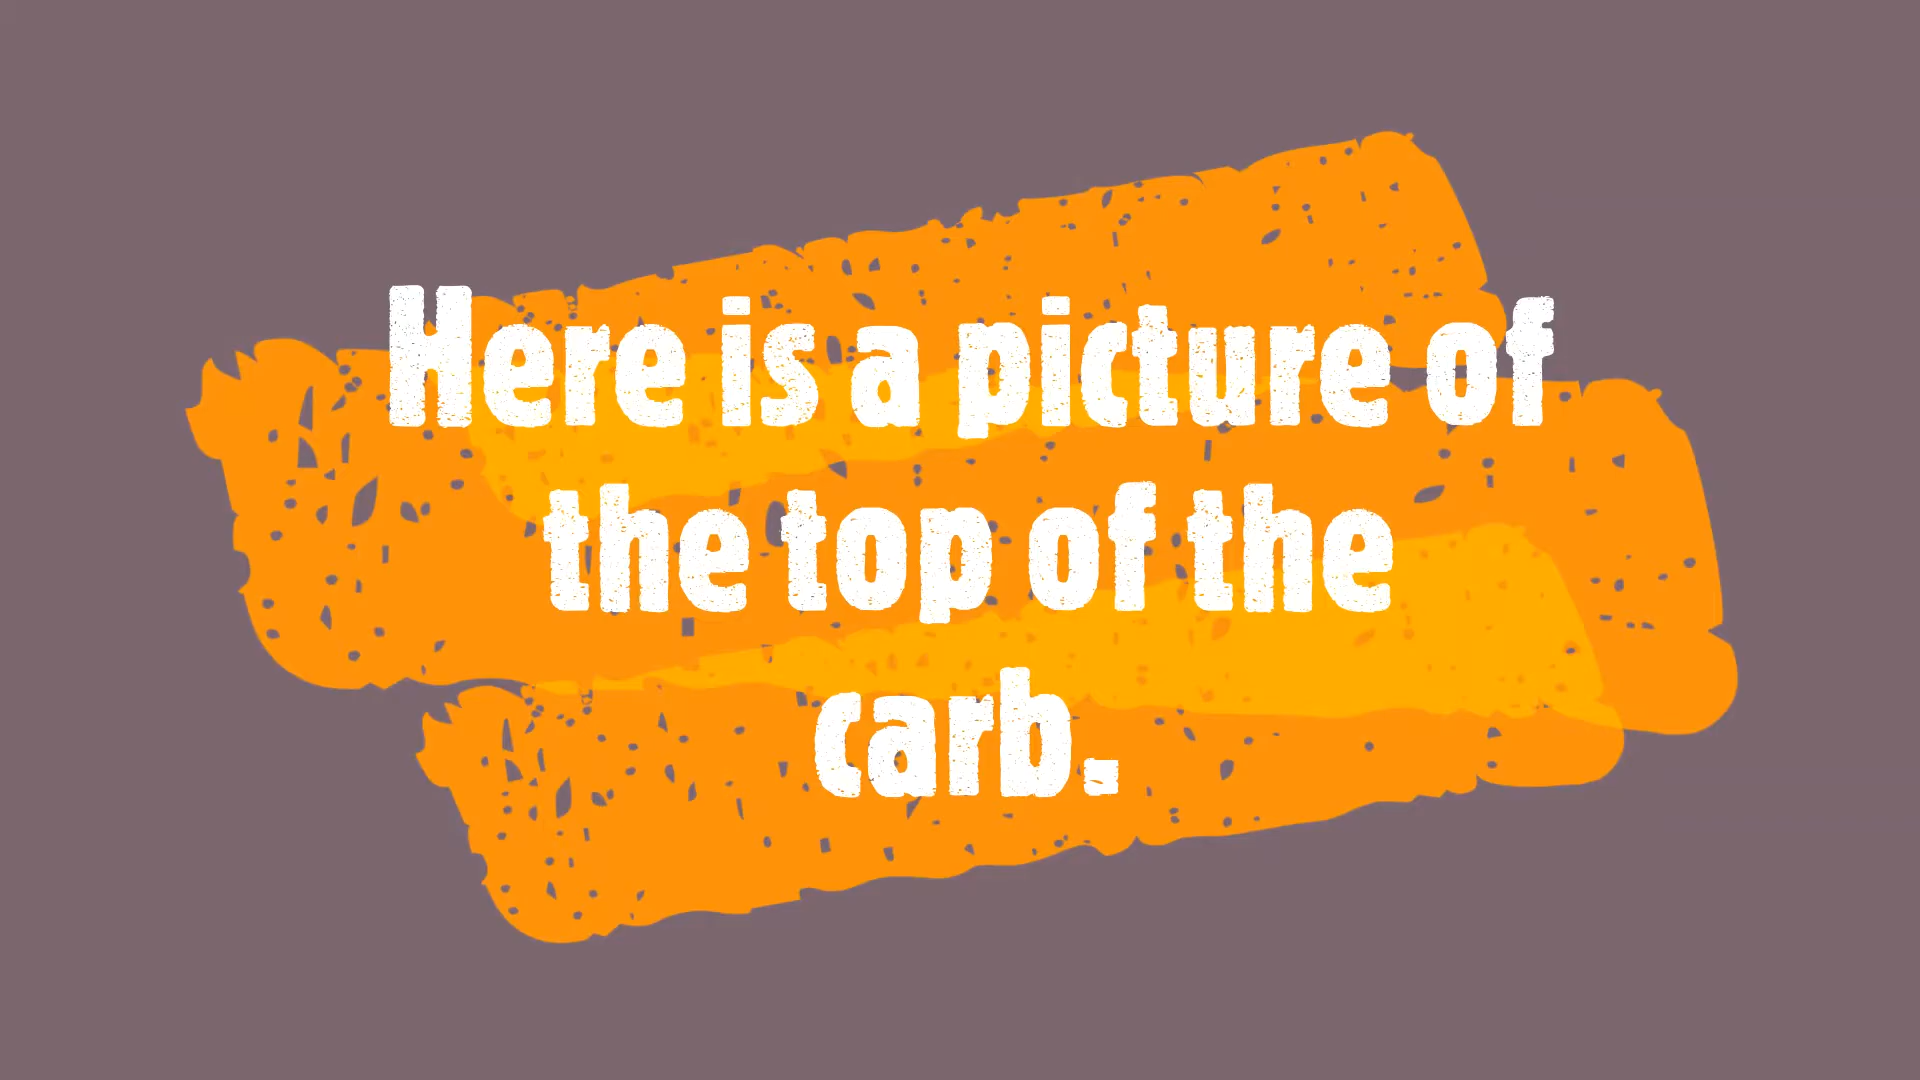 Here is a picture of
the top of the
carb.